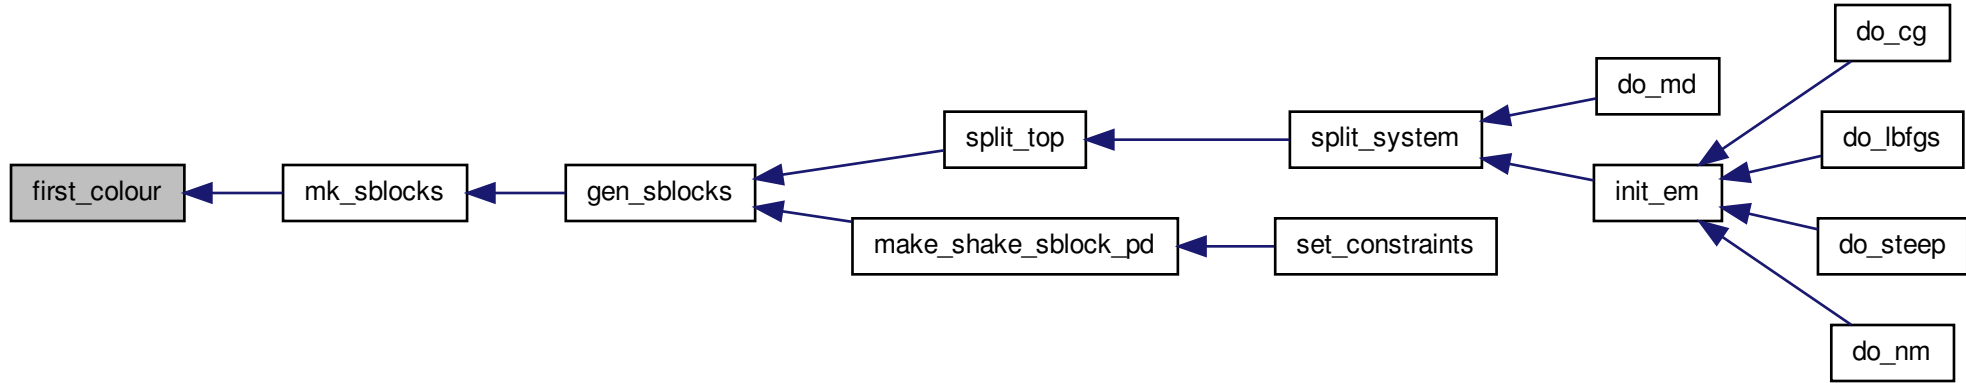 do_cg
do_md
split_top
split_system
do_lbfgs
first_colour
mk_sblocks
gen_sblocks
init_em
make_shake_sblock_pd
set_constraints
do_steep
do_nm